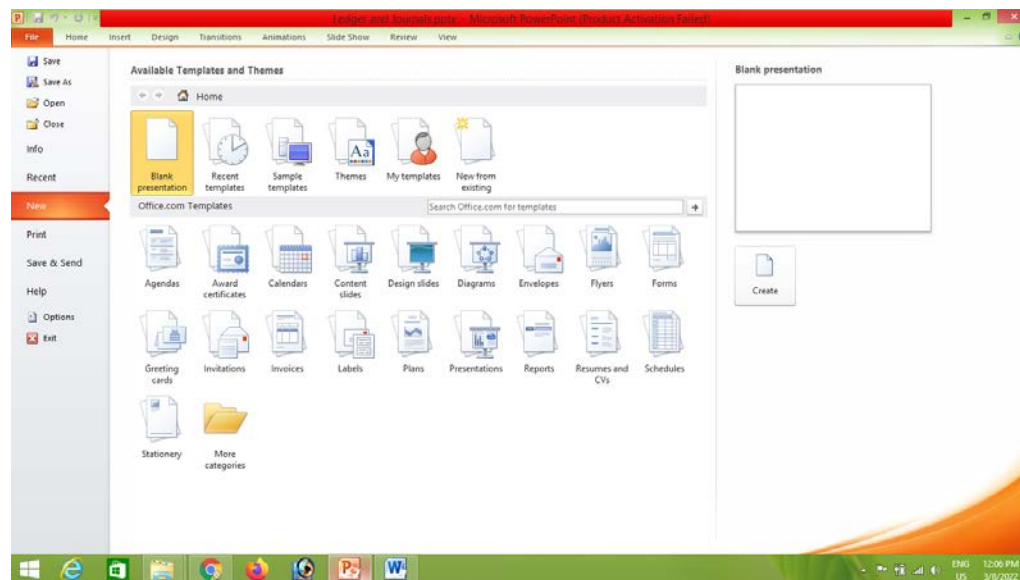 Ledger and Journals.pptx - Microsoft PowerPoint (Product Activation Failed)
File Home Insert Design Transitions Animations Slide Show Review View
Save
Save As
Open
Close
Info
Recent
New
Print
Save & Send
Help
Options
Exit
Available Templates and Themes
Home
Blank presentation
Recent templates
Sample templates
Themes
My templates
New from existing
Office.com Templates
Search Office.com for templates
Agendas
Award certificates
Calendars
Content slides
Design slides
Diagrams
Envelopes
Flyers
Forms
Greeting cards
Invitations
Invoices
Labels
Plans
Presentations
Reports
Resumes and CVs
Schedules
Stationery
More categories
Blank presentation
Create
ENG 12:06 PM
US 3/8/2022